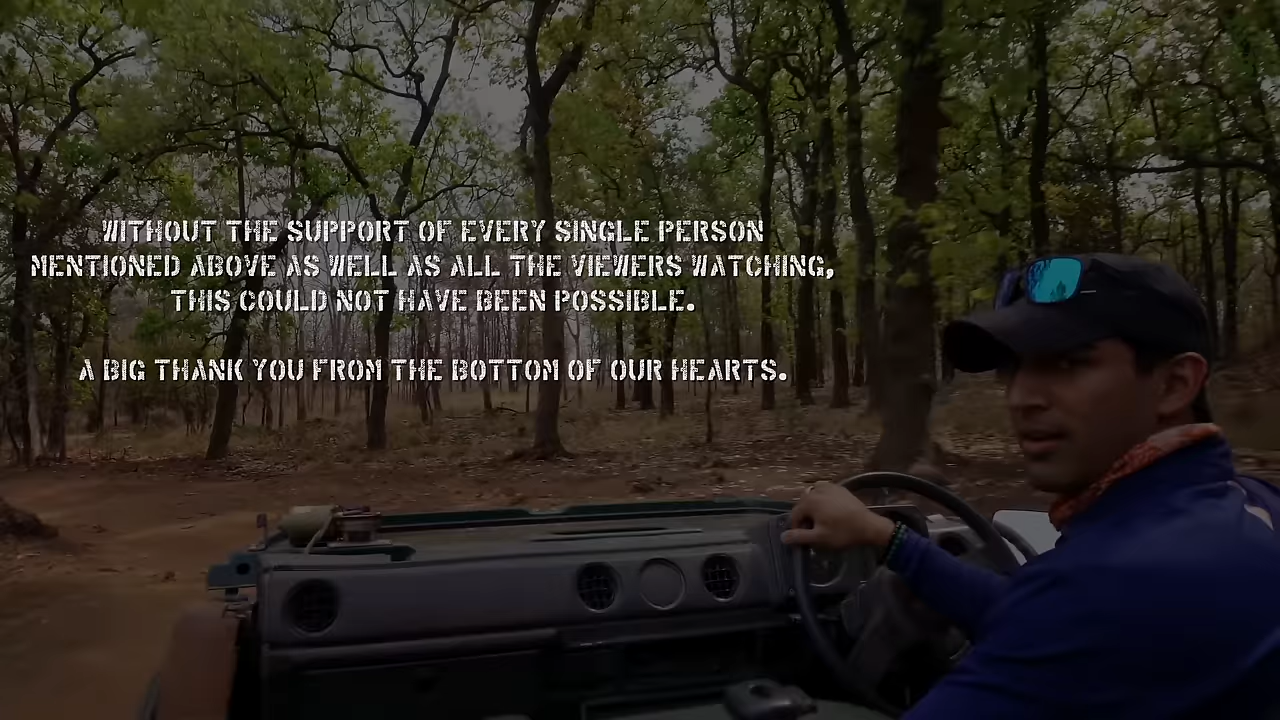 WITHOUT THE SUPPORT OF EVERY SINGLE PERSON
MENTIONED ABOVE AS WELL AS ALL THE VIEWERS WATCHING,
THIS COULD NOT HAVE BEEN POSSIBLE.
A BIG THANK YOU FROM THE BOTTOM OF OUR HEARTS.